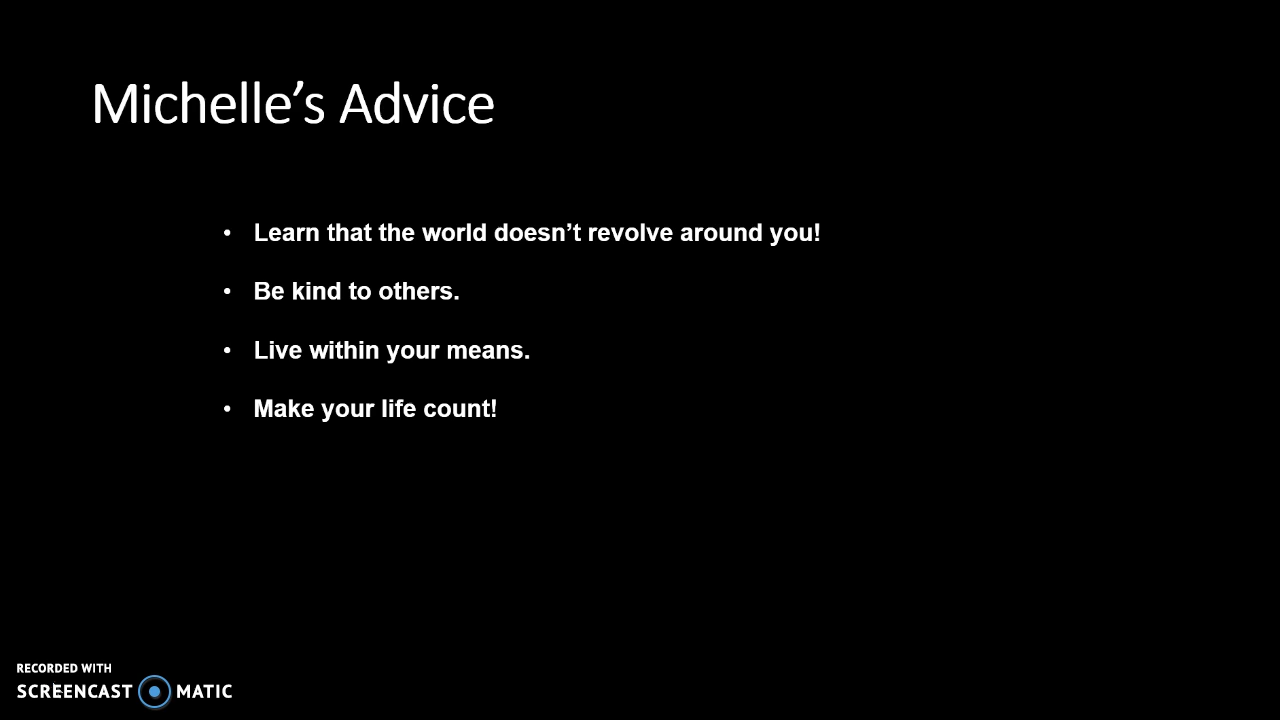 Michelle’s Advice
• Learn that the world doesn’t revolve around you!
• Be kind to others.
• Live within your means.
• Make your life count!
RECORDED WITH
SCREENCAST MATIC